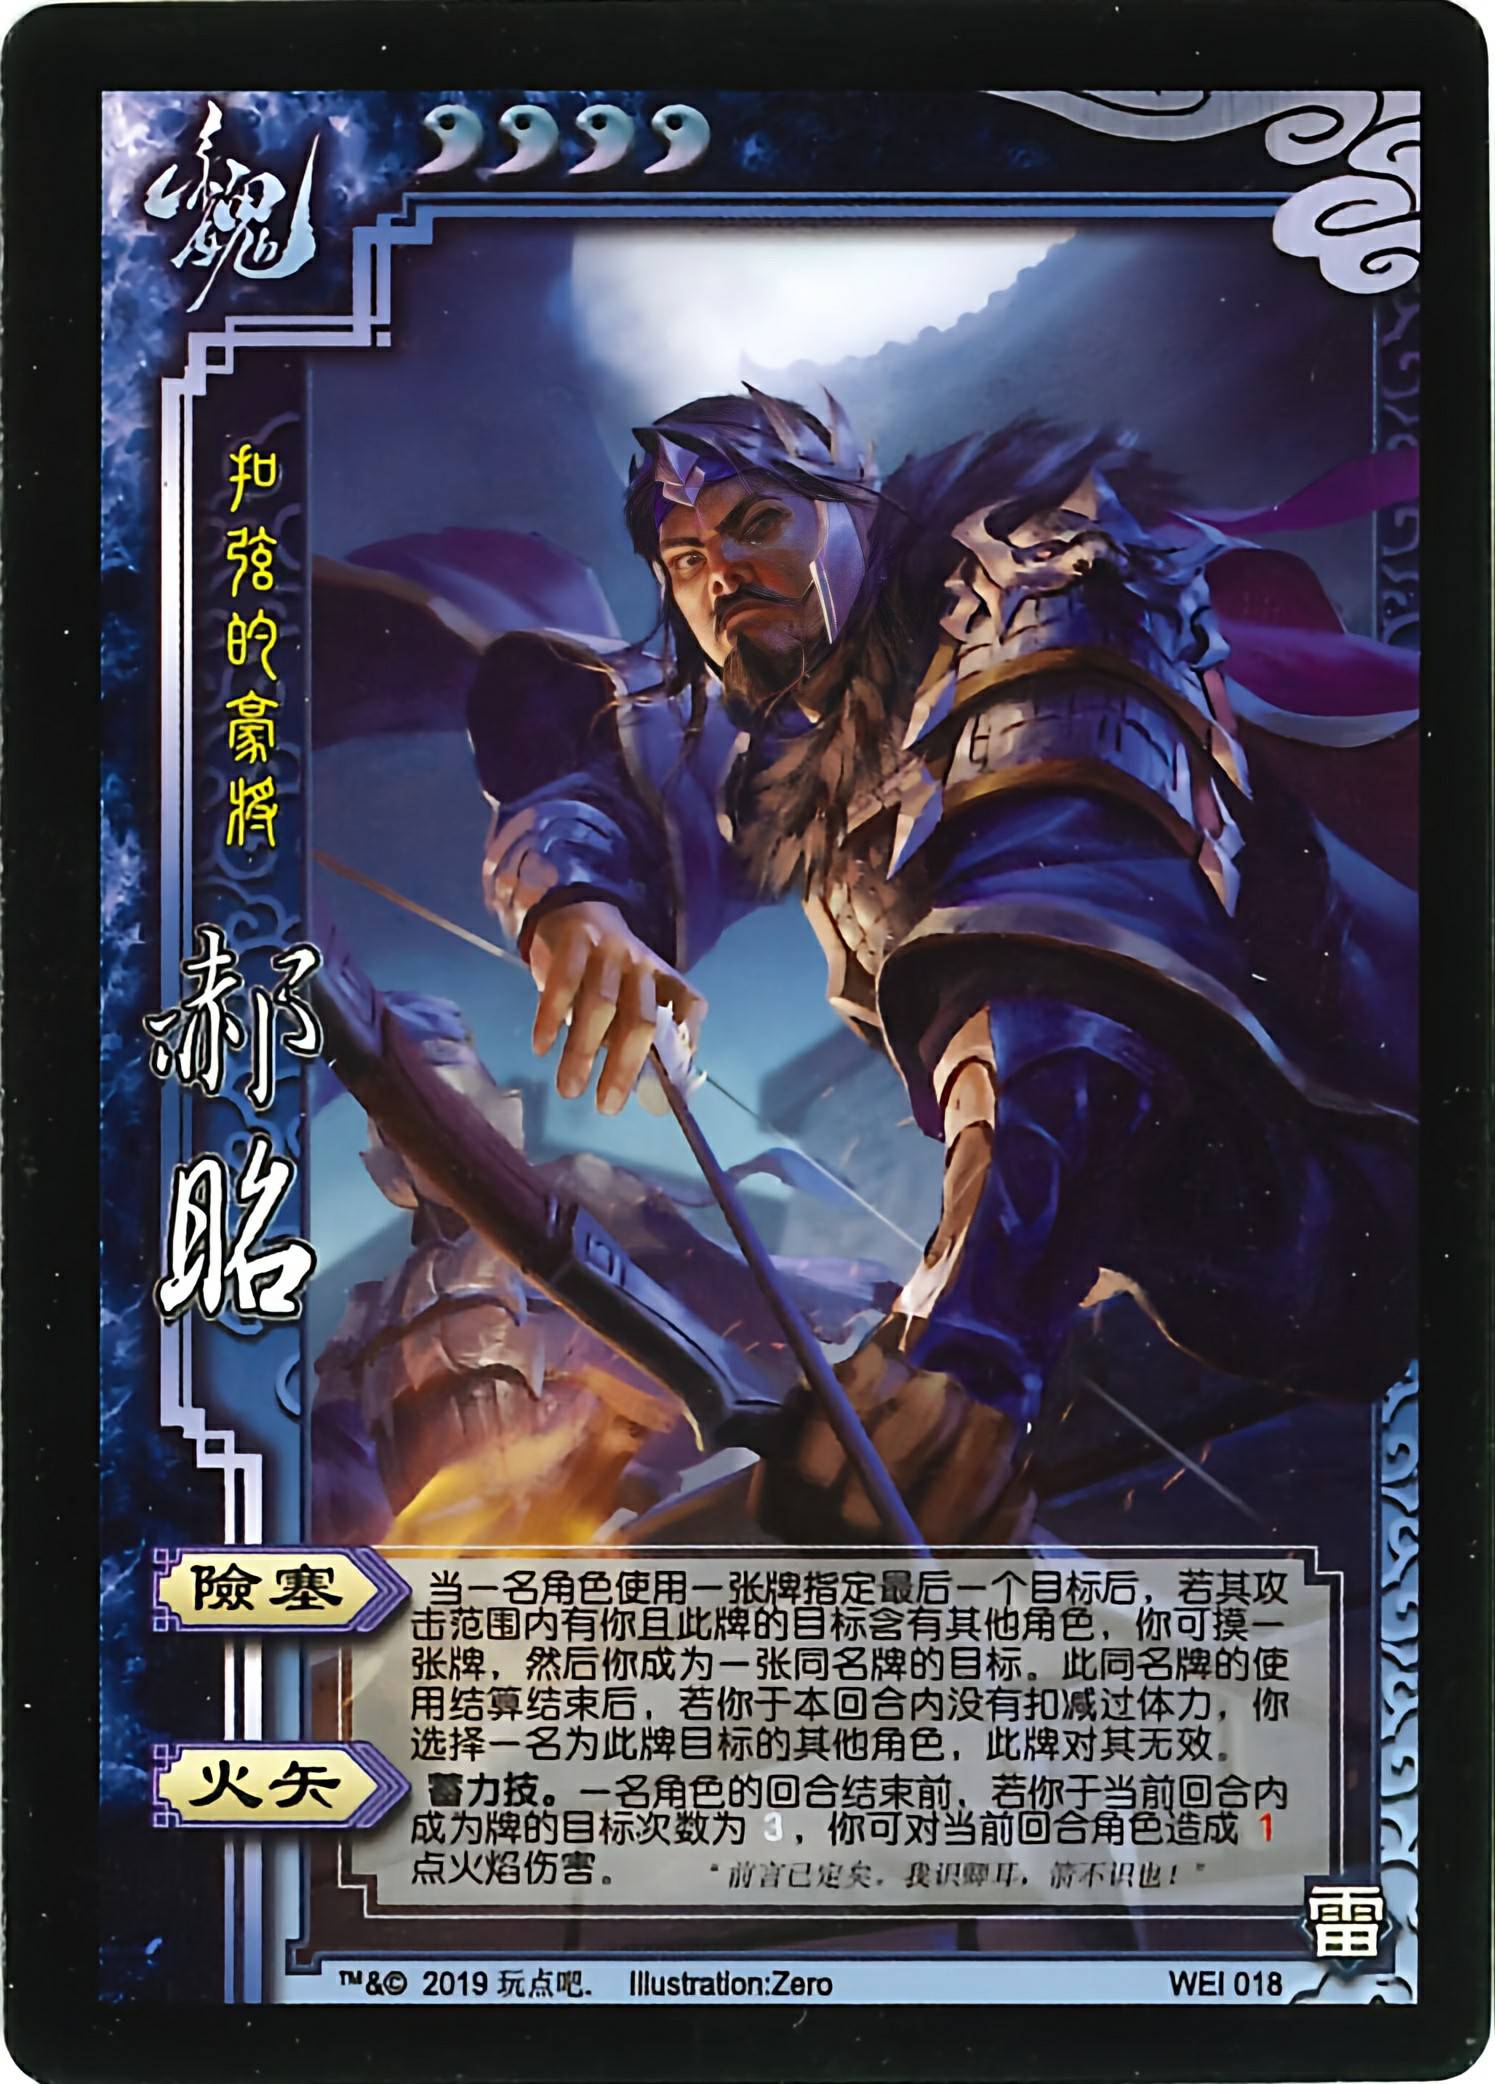 魏
扣弦的豪将
郝昭
險塞
当一名角色使用一张牌指定最后一个目标后，若其攻
击范围内有你且此牌的目标含有其他角色，你可摸一
张牌，然后你成为一张同名牌的目标。此同名牌的使
用结算结束后，若你于本回合内没有扣减过体力，你
选择一名为此牌目标的其他角色，此牌对其无效。
火矢
蓄力技。一名角色的回合结束前，若你于当前回合内
成为牌的目标次数为 3，你可对当前回合角色造成 1
点火焰伤害。
“前言已定矣。我识卿耳，箭不识也！”
雷
™&© 2019 玩点吧. Illustration:Zero
WEI 018